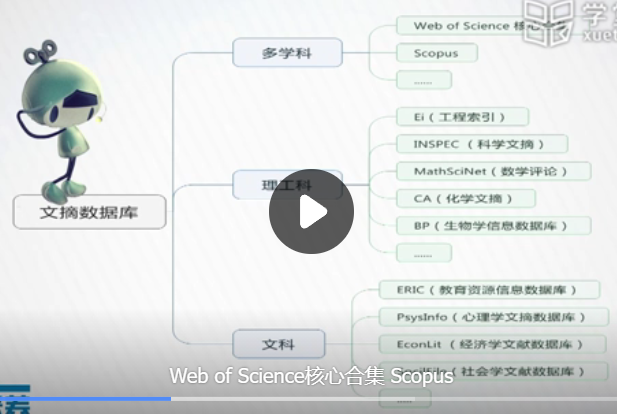 Web of Science 核心合集
多学科
Scopus
......
Ei（工程索引）
INSPEC （科学文摘）
MathSciNet（数学评论）
理工科
CA（化学文摘）
文摘数据库
BP（生物学信息数据库）
......
ERIC（教育资源信息数据库）
PsysInfo（心理学文摘数据库）
文科
EconLit （经济学文献数据库）
（社会学文献数据库）
Web of Science核心合集 Scopus
......